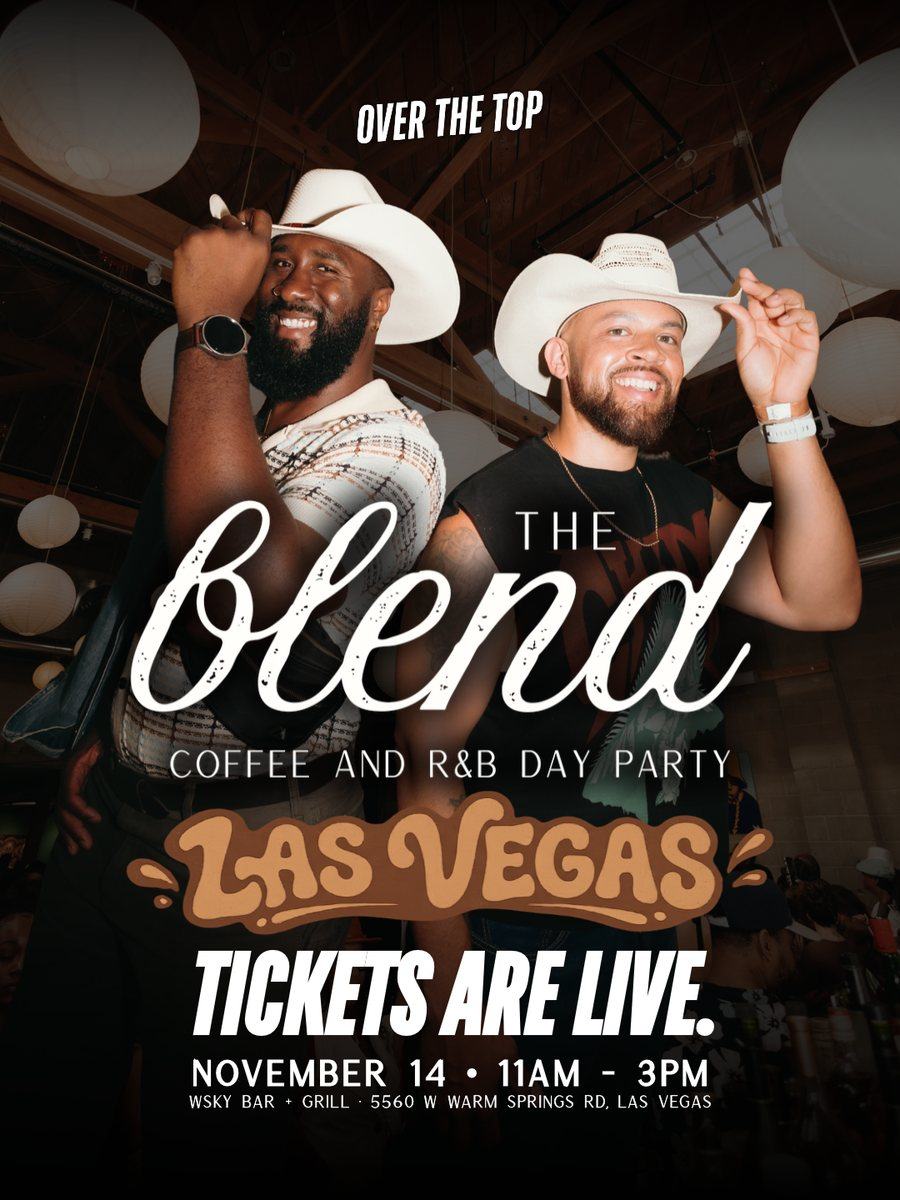 OVER THE TOP
THE
blend
COFFEE AND R&B DAY PARTY
LAS VEGAS
TICKETS ARE LIVE.
NOVEMBER 14 • 11AM - 3PM
WSKY BAR + GRILL · 5560 W WARM SPRINGS RD, LAS VEGAS